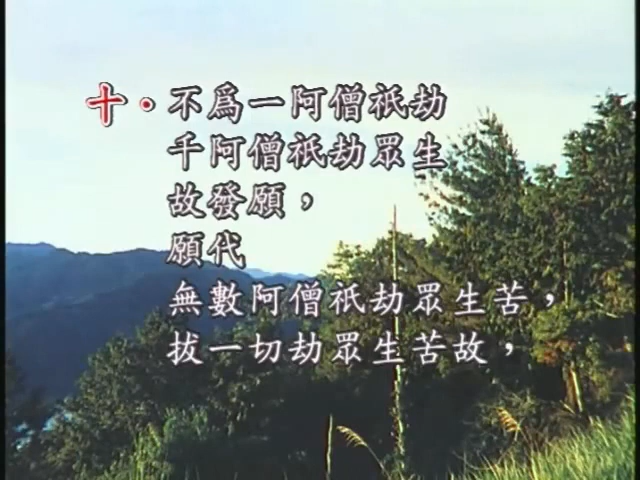 十．不爲一阿僧祇劫
千阿僧祇劫眾生
故發願，
願代
無數阿僧祇劫眾生苦，
拔一切劫眾生苦故，